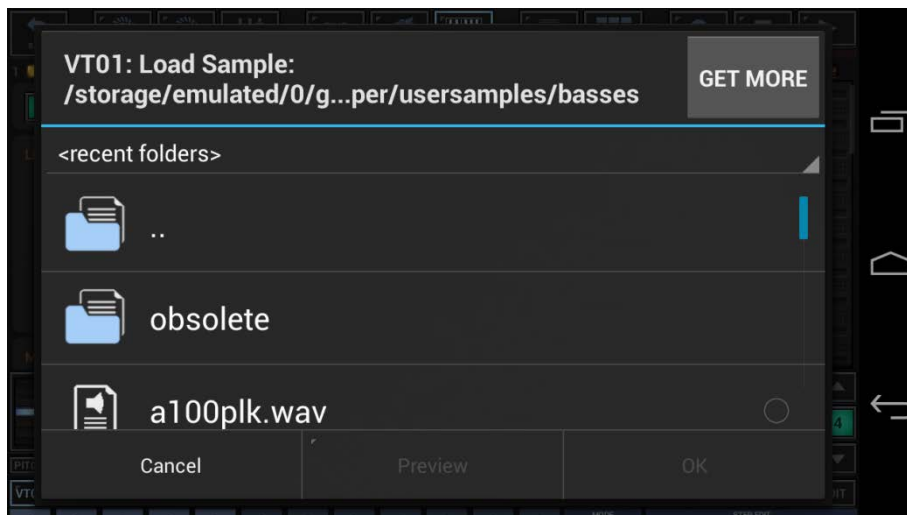 VT01: Load Sample:
/storage/emulated/0/g...per/usersamples/basses
GET MORE
<recent folders>
..
obsolete
a100plk.wav
Cancel
Preview
OK
4